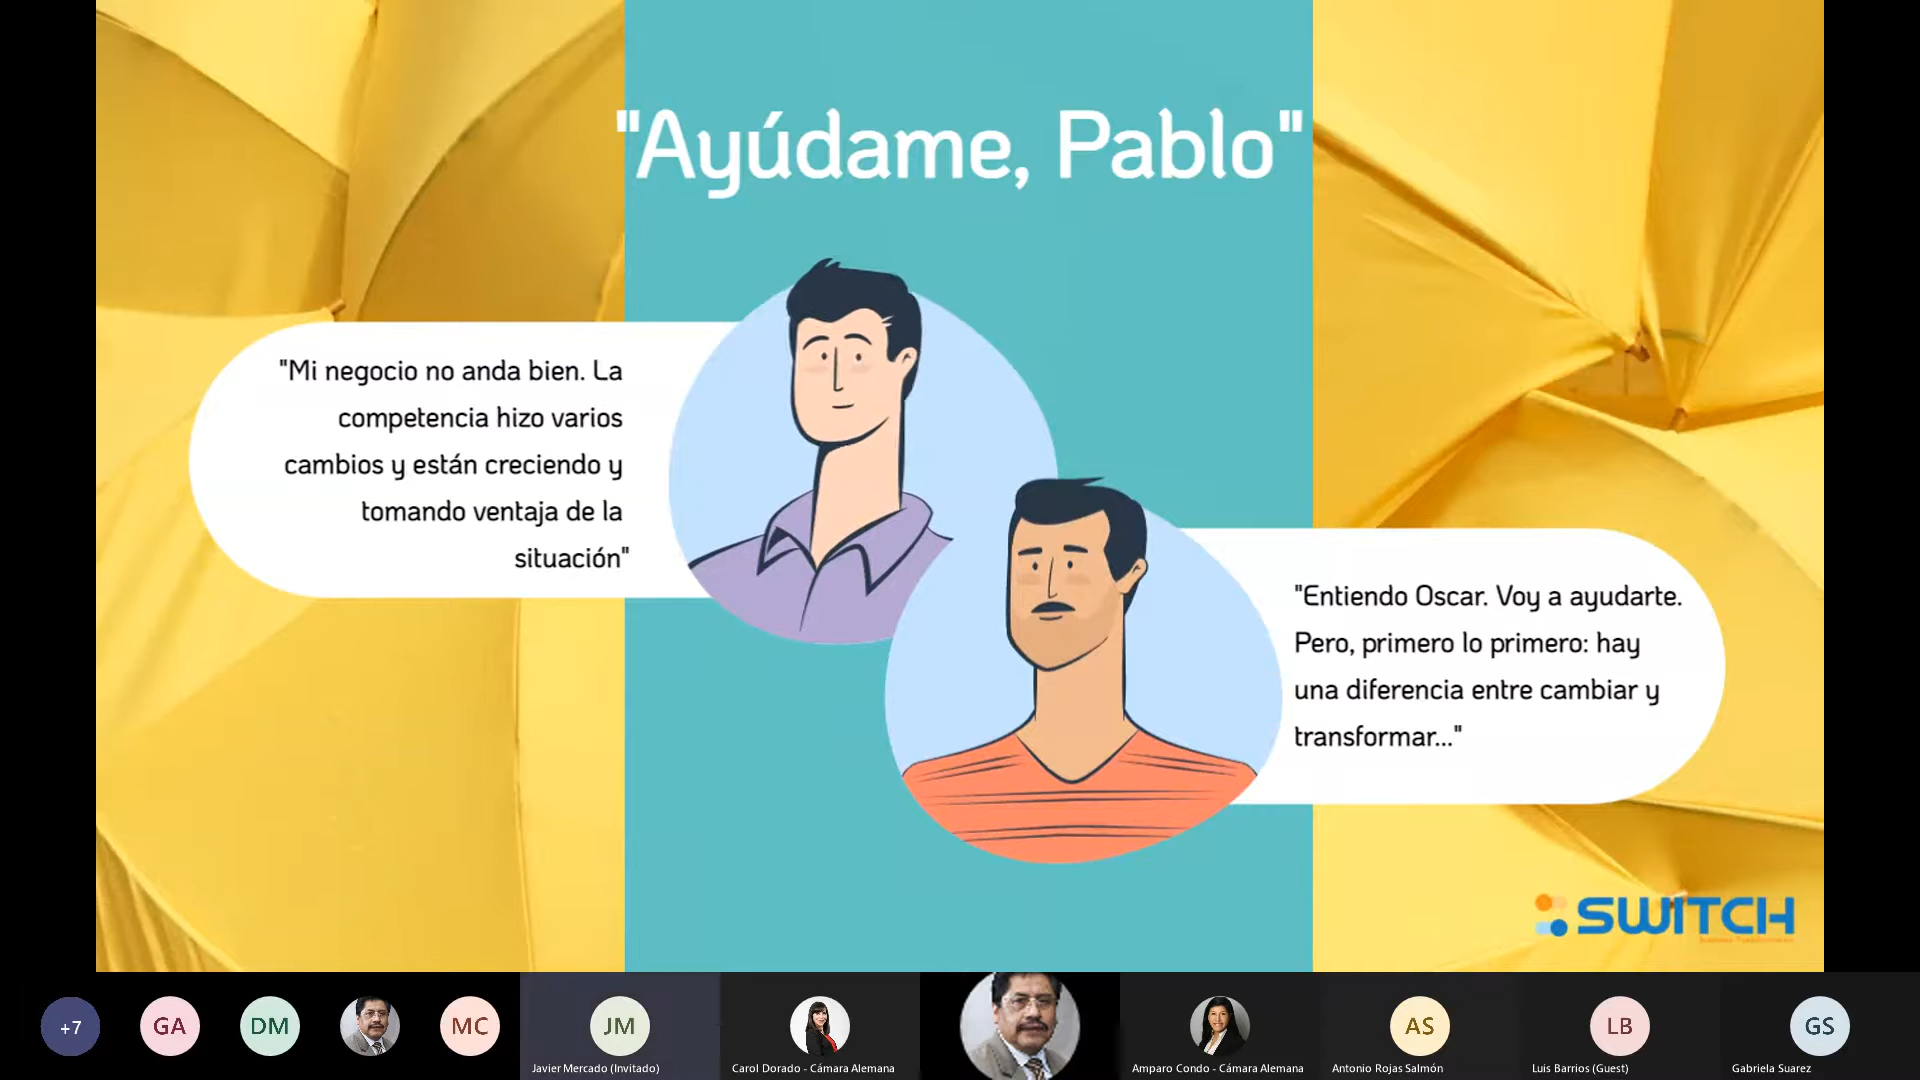 "Ayúdame, Pablo"
"Mi negocio no anda bien. La
competencia hizo varios
cambios y están creciendo y
tomando ventaja de la
situación"
"Entiendo Oscar. Voy a ayudarte.
Pero, primero lo primero: hay
una diferencia entre cambiar y
transformar..."
SWITCH
+7
GA
DM
MC
JM
Javier Mercado (Invitado)
Carol Dorado - Cámara Alemana
Amparo Condo - Cámara Alemana
AS
Antonio Rojas Salmón
LB
Luis Barrios (Guest)
GS
Gabriela Suarez